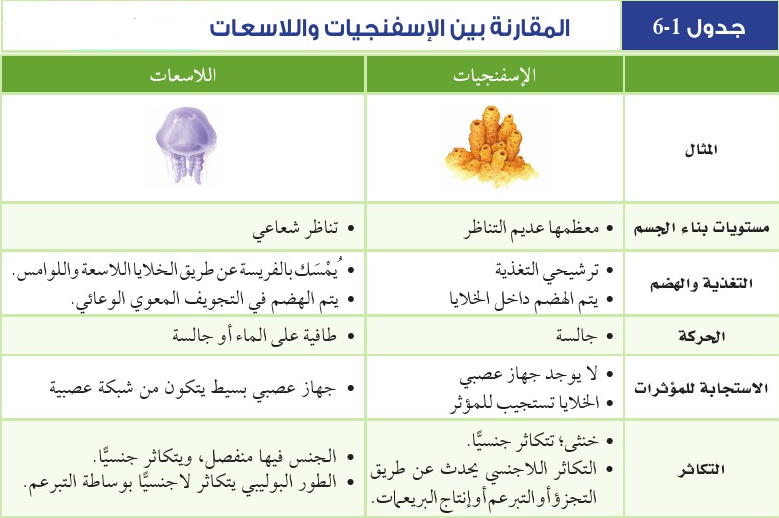 جدول 1-6 المقارنة بين الإسفنجيات واللاسعات
الإسفنجيات اللاسعات
المثال
مستويات بناء الجسم • معظمها عديم التناظر • تناظر شعاعي
التغذية والهضم • ترشيحي التغذية • يُمْسَك بالفريسة عن طريق الخلايا اللاسعة واللوامس.
• يتم الهضم داخل الخلايا • يتم الهضم في التجويف المعوي الوعائي.
الحركة • جالسة • طافية على الماء أو جالسة
الاستجابة للمؤثرات • لا يوجد جهاز عصبي • جهاز عصبي بسيط يتكون من شبكة عصبية
• الخلايا تستجيب للمؤثر
التكاثر • خنثى؛ تتكاثر جنسيًّا. • الجنس فيها منفصل، ويتكاثر جنسيًّا.
• التكاثر اللاجنسي يحدث عن طريق • الطور البوليبي يتكاثر لاجنسيًّا بوساطة التبرعم.
التجزؤ أو التبرعم أو إنتاج البريعمات.